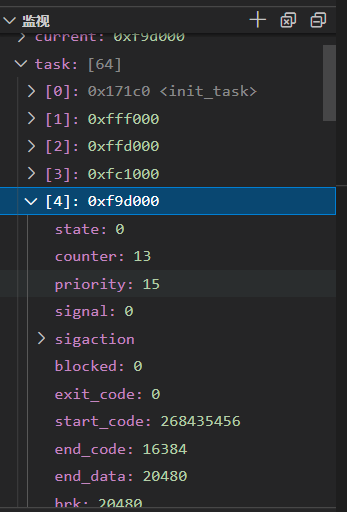 监视
current: 0xf9d000
task: [64]
[0]: 0x171c0 <init_task>
[1]: 0xfff000
[2]: 0xffd000
[3]: 0xfc1000
[4]: 0xf9d000
state: 0
counter: 13
priority: 15
signal: 0
sigaction
blocked: 0
exit_code: 0
start_code: 268435456
end_code: 16384
end_data: 20480
brk: 20480